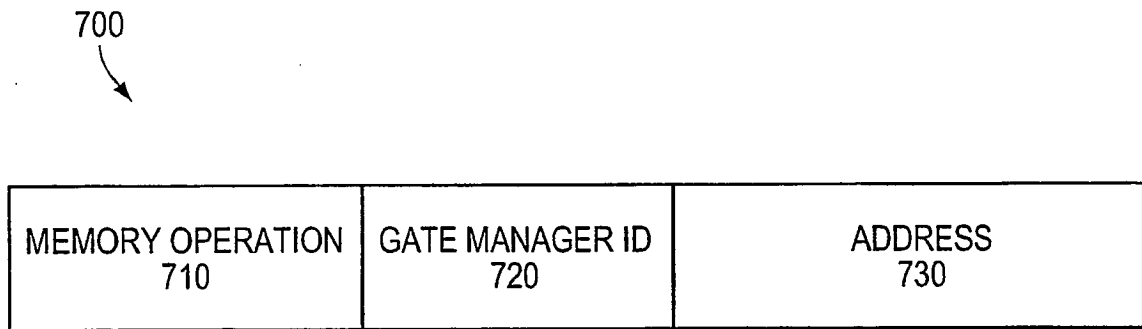 700
MEMORY OPERATION GATE MANAGER ID ADDRESS
710 720 730